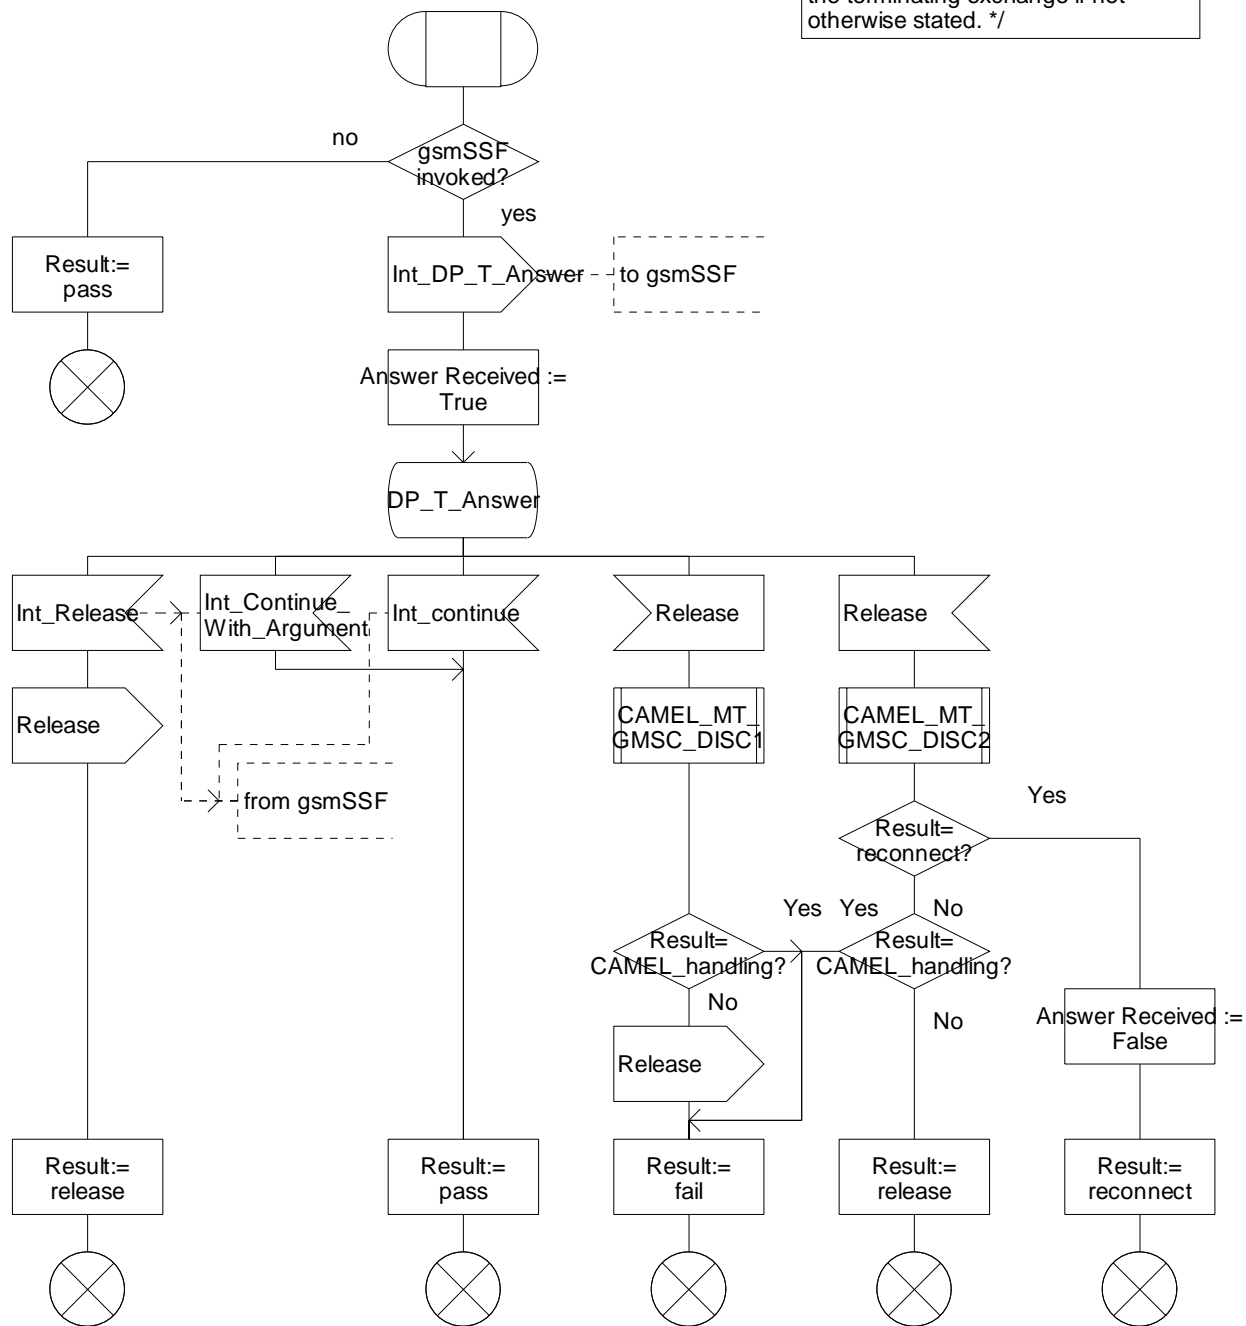 the terminating exchange if not
otherwise stated. */
no
gsmSSF
invoked?
yes
Result:=
pass
Int_DP_T_Answer
to gsmSSF
Answer Received :=
True
DP_T_Answer
Int_Release
Int_Continue_
With_Argument
Int_continue
Release
Release
Release
CAMEL_MT_
GMSC_DISC1
CAMEL_MT_
GMSC_DISC2
from gsmSSF
Yes
Result=
reconnect?
Yes
Yes
No
Result=
CAMEL_handling?
Result=
CAMEL_handling?
No
No
Answer Received :=
False
Release
Result:=
release
Result:=
pass
Result:=
fail
Result:=
release
Result:=
reconnect